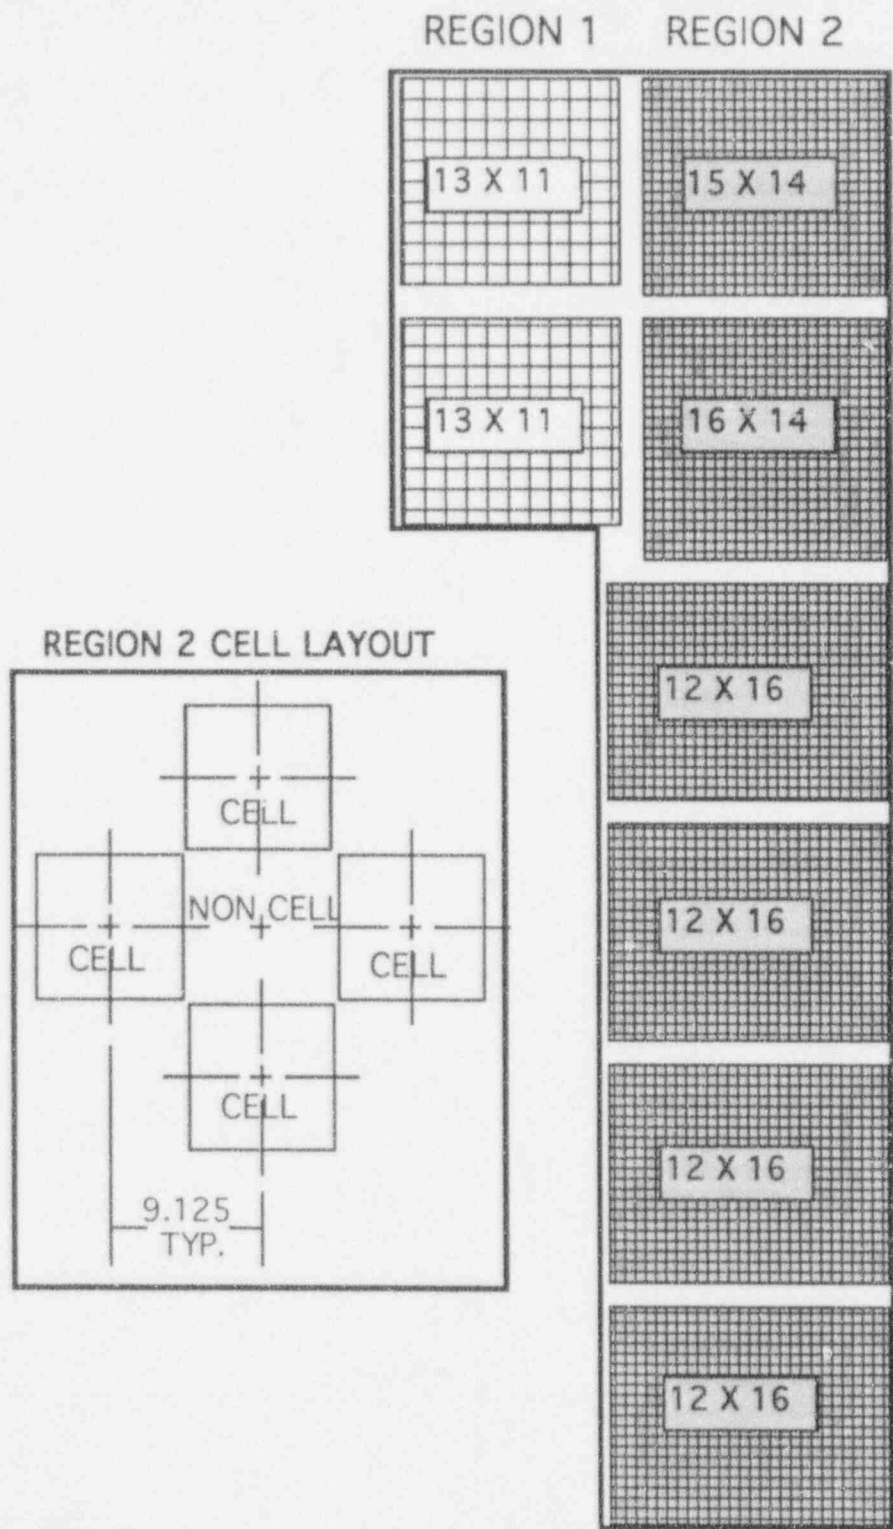 REGION 1 REGION 2
13 X 11
15 X 14
13 X 11
16 X 14
12 X 16
12 X 16
12 X 16
12 X 16
REGION 2 CELL LAYOUT
CELL
NON CELL
CELL
CELL
CELL
9.125
TYP.